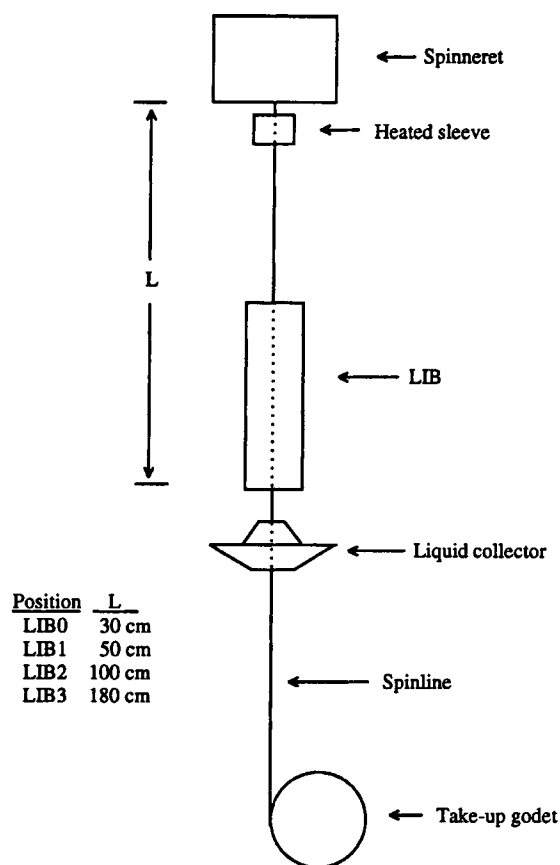 Spinneret
Heated sleeve
L
LIB
Liquid collector
Position L
LIB0 30 cm
LIB1 50 cm
LIB2 100 cm
LIB3 180 cm
Spinline
Take-up godet